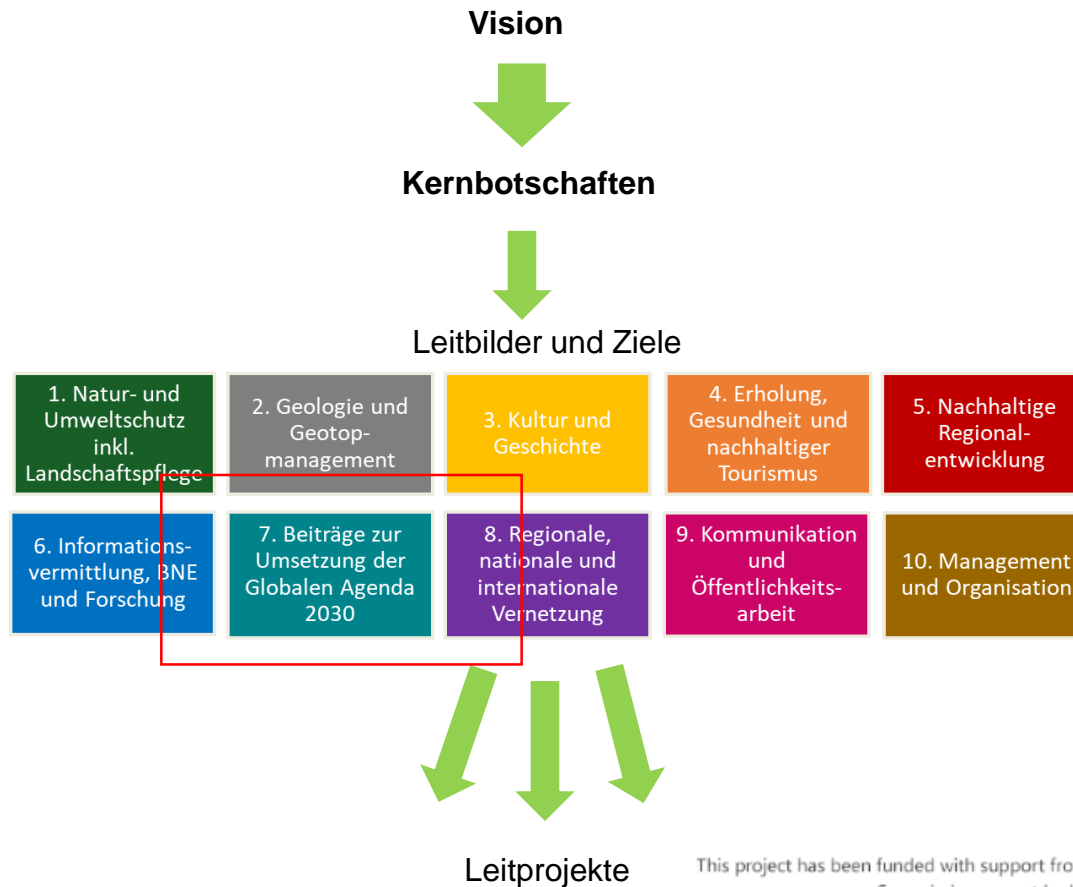 Vision
Kernbotschaften
Leitbilder und Ziele
1. Natur- und
Umweltschutz
inkl.
Landschaftspflege
2. Geologie und
Geotop-
management
3. Kultur und
Geschichte
4. Erholung,
Gesundheit und
nachhaltiger
Tourismus
5. Nachhaltige
Regional-
entwicklung
6. Informations-
vermittlung, BNE
und Forschung
7. Beiträge zur
Umsetzung der
Globalen Agenda
2030
8. Regionale,
nationale und
internationale
Vernetzung
9. Kommunikation
und
Öffentlichkeits-
arbeit
10. Management
und Organisation
Leitprojekte
This project has been funded with support fro